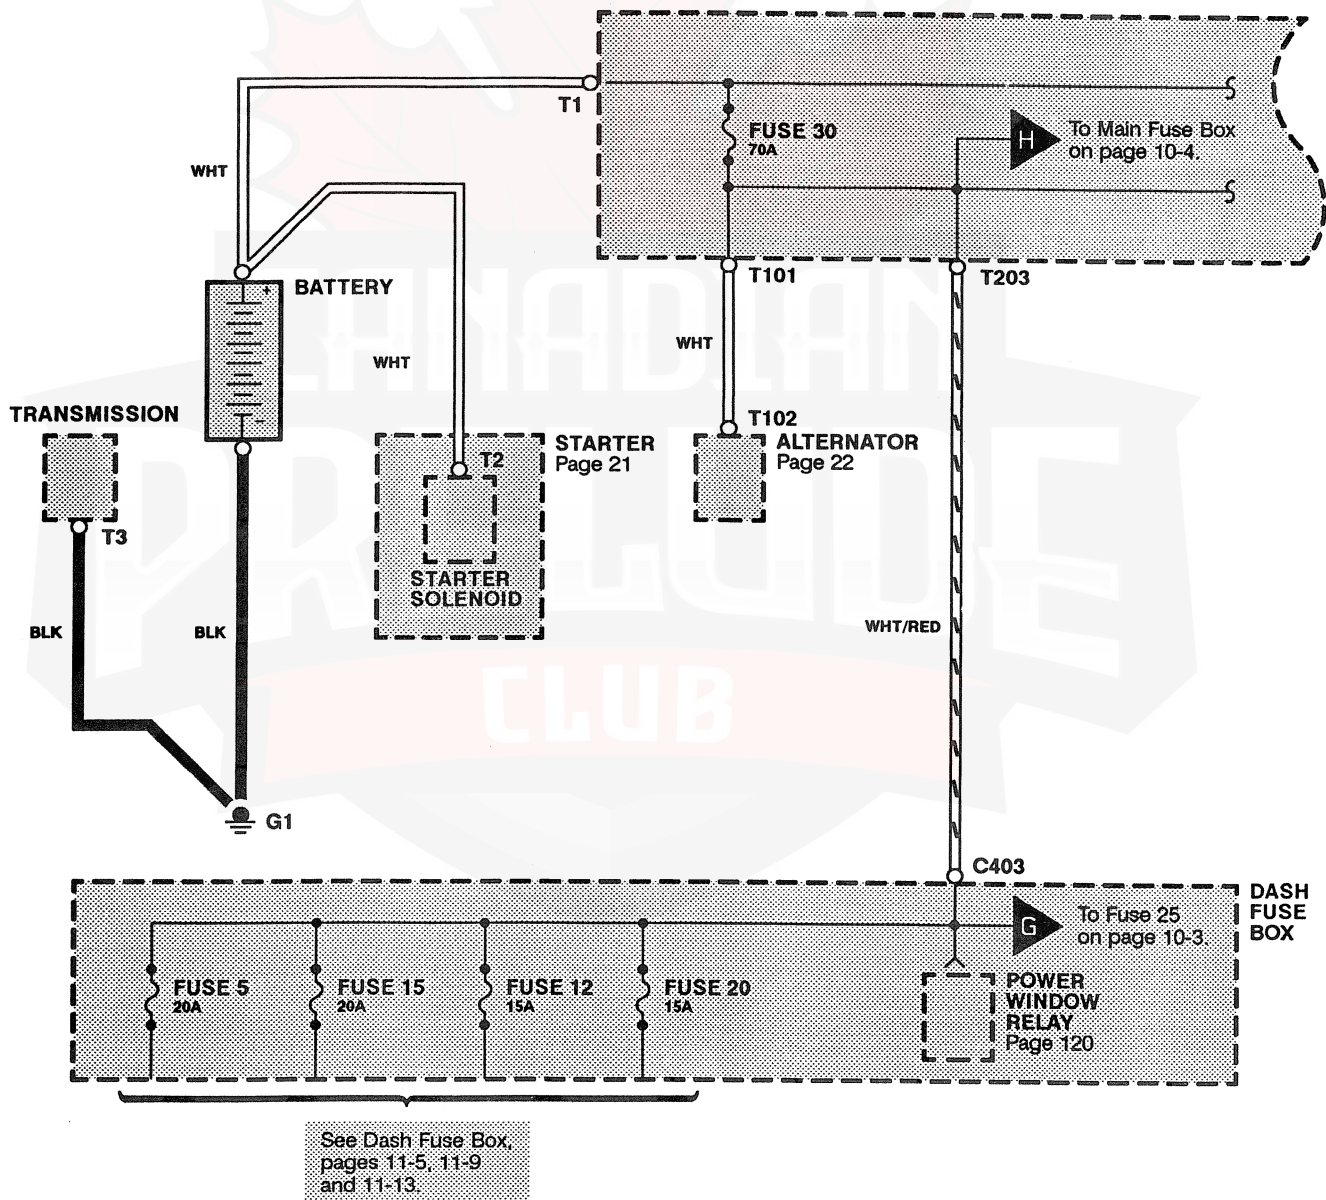 T1
FUSE 30
70A
H
To Main Fuse Box
on page 10-4.
WHT
BATTERY
+
-
T101
T203
WHT
WHT
TRANSMISSION
T102
STARTER
Page 21
ALTERNATOR
Page 22
T2
T3
STARTER
SOLENOID
BLK
BLK
WHT/RED
G1
C403
DASH
FUSE
BOX
G
To Fuse 25
on page 10-3.
FUSE 5
20A
FUSE 15
20A
FUSE 12
15A
FUSE 20
15A
POWER
WINDOW
RELAY
Page 120
See Dash Fuse Box,
pages 11-5, 11-9
and 11-13.
CANADIAN
PRELUDE
CLUB